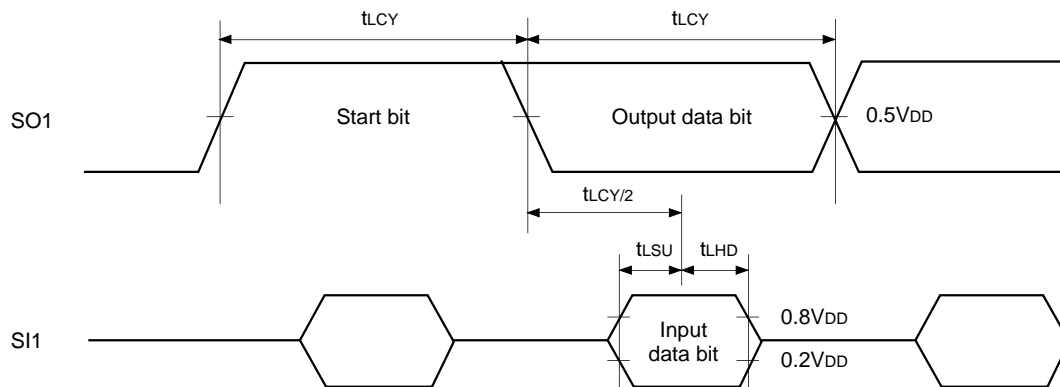 tLCY tLCY
SO1 Start bit Output data bit 0.5VDD
tLCY/2
tLSU tLHD
SI1 Input data bit 0.8VDD
0.2VDD